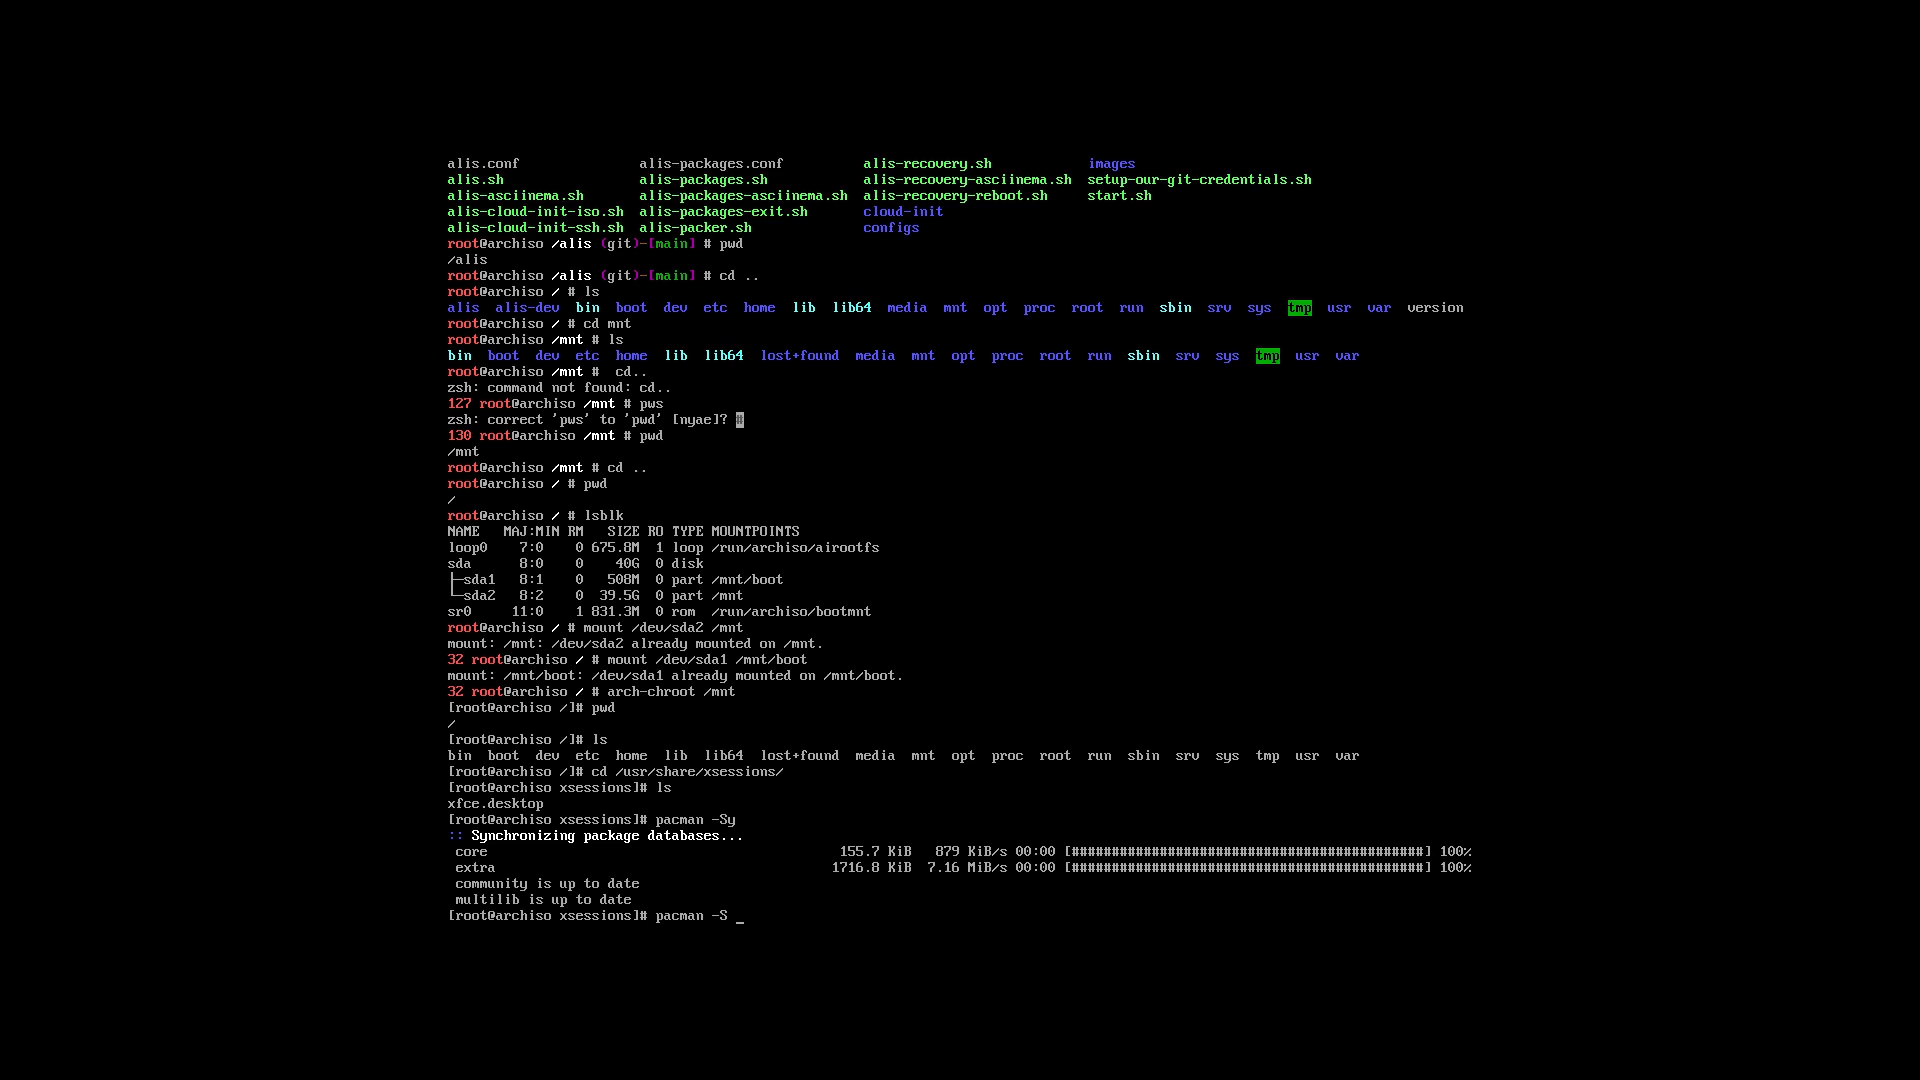 alis.conf               alis-packages.conf          alis-recovery.sh            images
alis.sh                 alis-packages.sh            alis-recovery-asciinema.sh  setup-our-git-credentials.sh
alis-asciinema.sh       alis-packages-asciinema.sh  alis-recovery-reboot.sh     start.sh
alis-cloud-init-iso.sh  alis-packages-exit.sh       cloud-init
alis-cloud-init-ssh.sh  alis-packer.sh              configs
root@archiso /alis (git)-[main] # pwd
/alis
root@archiso /alis (git)-[main] # cd ..
root@archiso / # ls
alis  alis-dev  bin  boot  dev  etc  home  lib  lib64  media  mnt  opt  proc  root  run  sbin  srv  sys  tmp  usr  var  version
root@archiso / # cd mnt
root@archiso /mnt # ls
bin  boot  dev  etc  home  lib  lib64  lost+found  media  mnt  opt  proc  root  run  sbin  srv  sys  tmp  usr  var
root@archiso /mnt #  cd..
zsh: command not found: cd..
127 root@archiso /mnt # pws
zsh: correct 'pws' to 'pwd' [nyae]? #
130 root@archiso /mnt # pwd
/mnt
root@archiso /mnt # cd ..
root@archiso / # pwd
/
root@archiso / # lsblk
NAME   MAJ:MIN RM   SIZE RO TYPE MOUNTPOINTS
loop0    7:0    0 675.8M  1 loop /run/archiso/airootfs
sda      8:0    0    40G  0 disk
├─sda1   8:1    0   508M  0 part /mnt/boot
└─sda2   8:2    0  39.5G  0 part /mnt
sr0     11:0    1 831.3M  0 rom  /run/archiso/bootmnt
root@archiso / # mount /dev/sda2 /mnt
mount: /mnt: /dev/sda2 already mounted on /mnt.
32 root@archiso / # mount /dev/sda1 /mnt/boot
mount: /mnt/boot: /dev/sda1 already mounted on /mnt/boot.
32 root@archiso / # arch-chroot /mnt
[root@archiso /]# pwd
/
[root@archiso /]# ls
bin  boot  dev  etc  home  lib  lib64  lost+found  media  mnt  opt  proc  root  run  sbin  srv  sys  tmp  usr  var
[root@archiso /]# cd /usr/share/xsessions/
[root@archiso xsessions]# ls
xfce.desktop
[root@archiso xsessions]# pacman -Sy
:: Synchronizing package databases...
 core                                            155.7 KiB   879 KiB/s 00:00 [############################################] 100%
 extra                                          1716.8 KiB  7.16 MiB/s 00:00 [############################################] 100%
 community is up to date
 multilib is up to date
[root@archiso xsessions]# pacman -S _